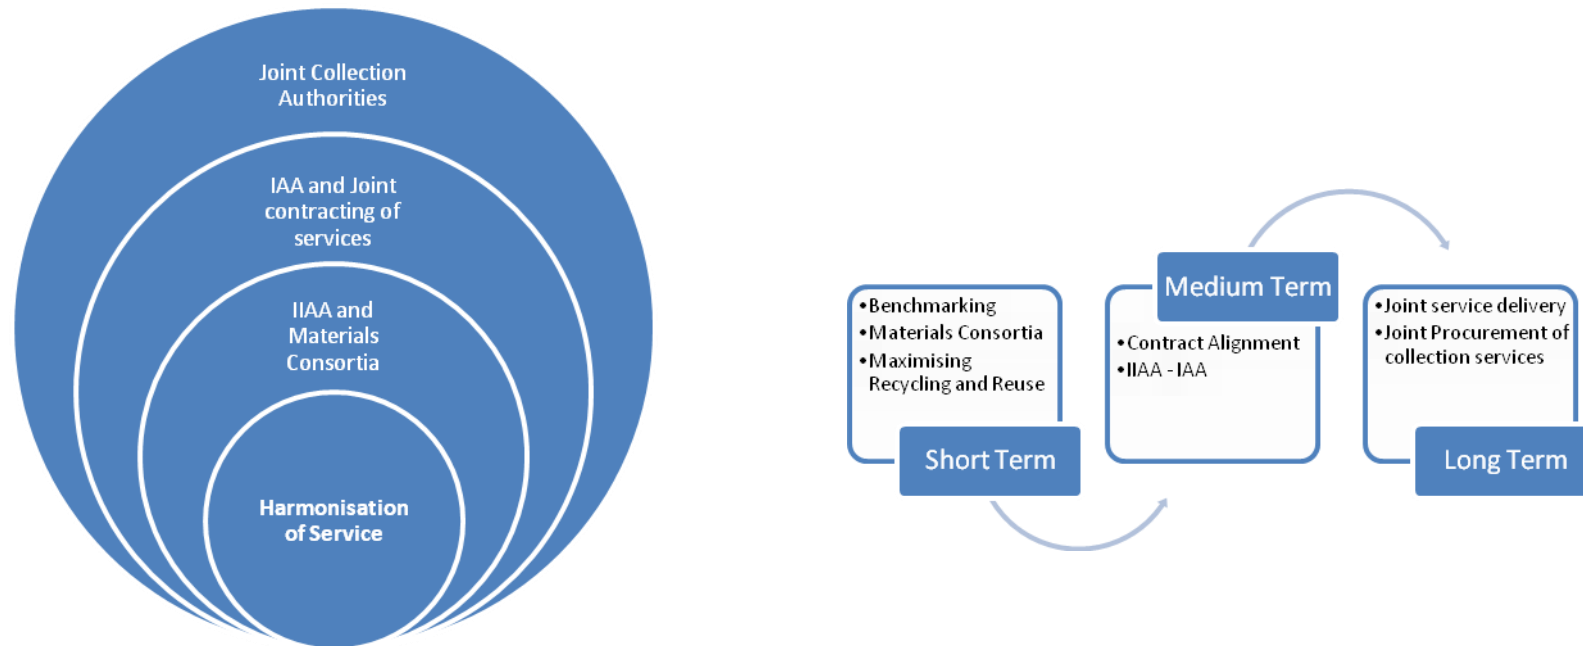 Joint Collection
Authorities
IAA and Joint
contracting of
services
IIAA and
Materials
Consortia
Harmonisation
of Service
•Benchmarking
•Materials Consortia
•Maximising
Recycling and Reuse
Short Term
Medium Term
•Contract Alignment
•IIAA - IAA
•Joint service delivery
•Joint Procurement of
collection services
Long Term